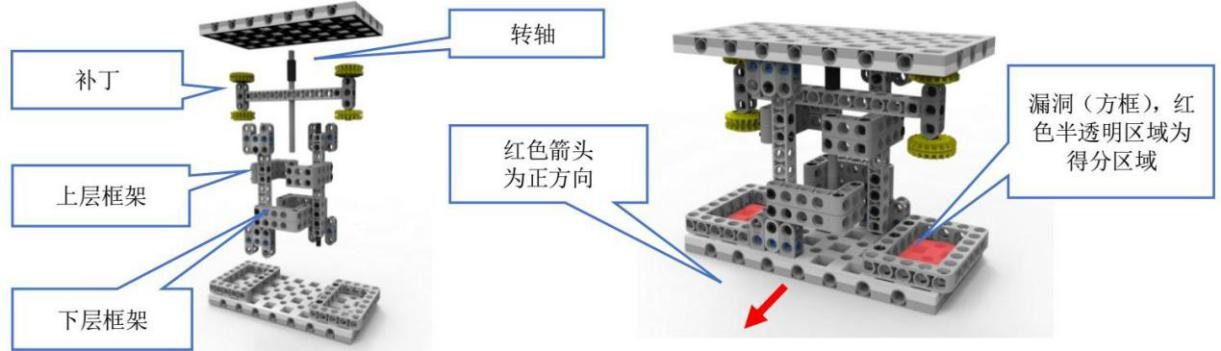 补丁
转轴
上层框架
下层框架
红色箭头
为正方向
漏洞（方框），红
色半透明区域为
得分区域